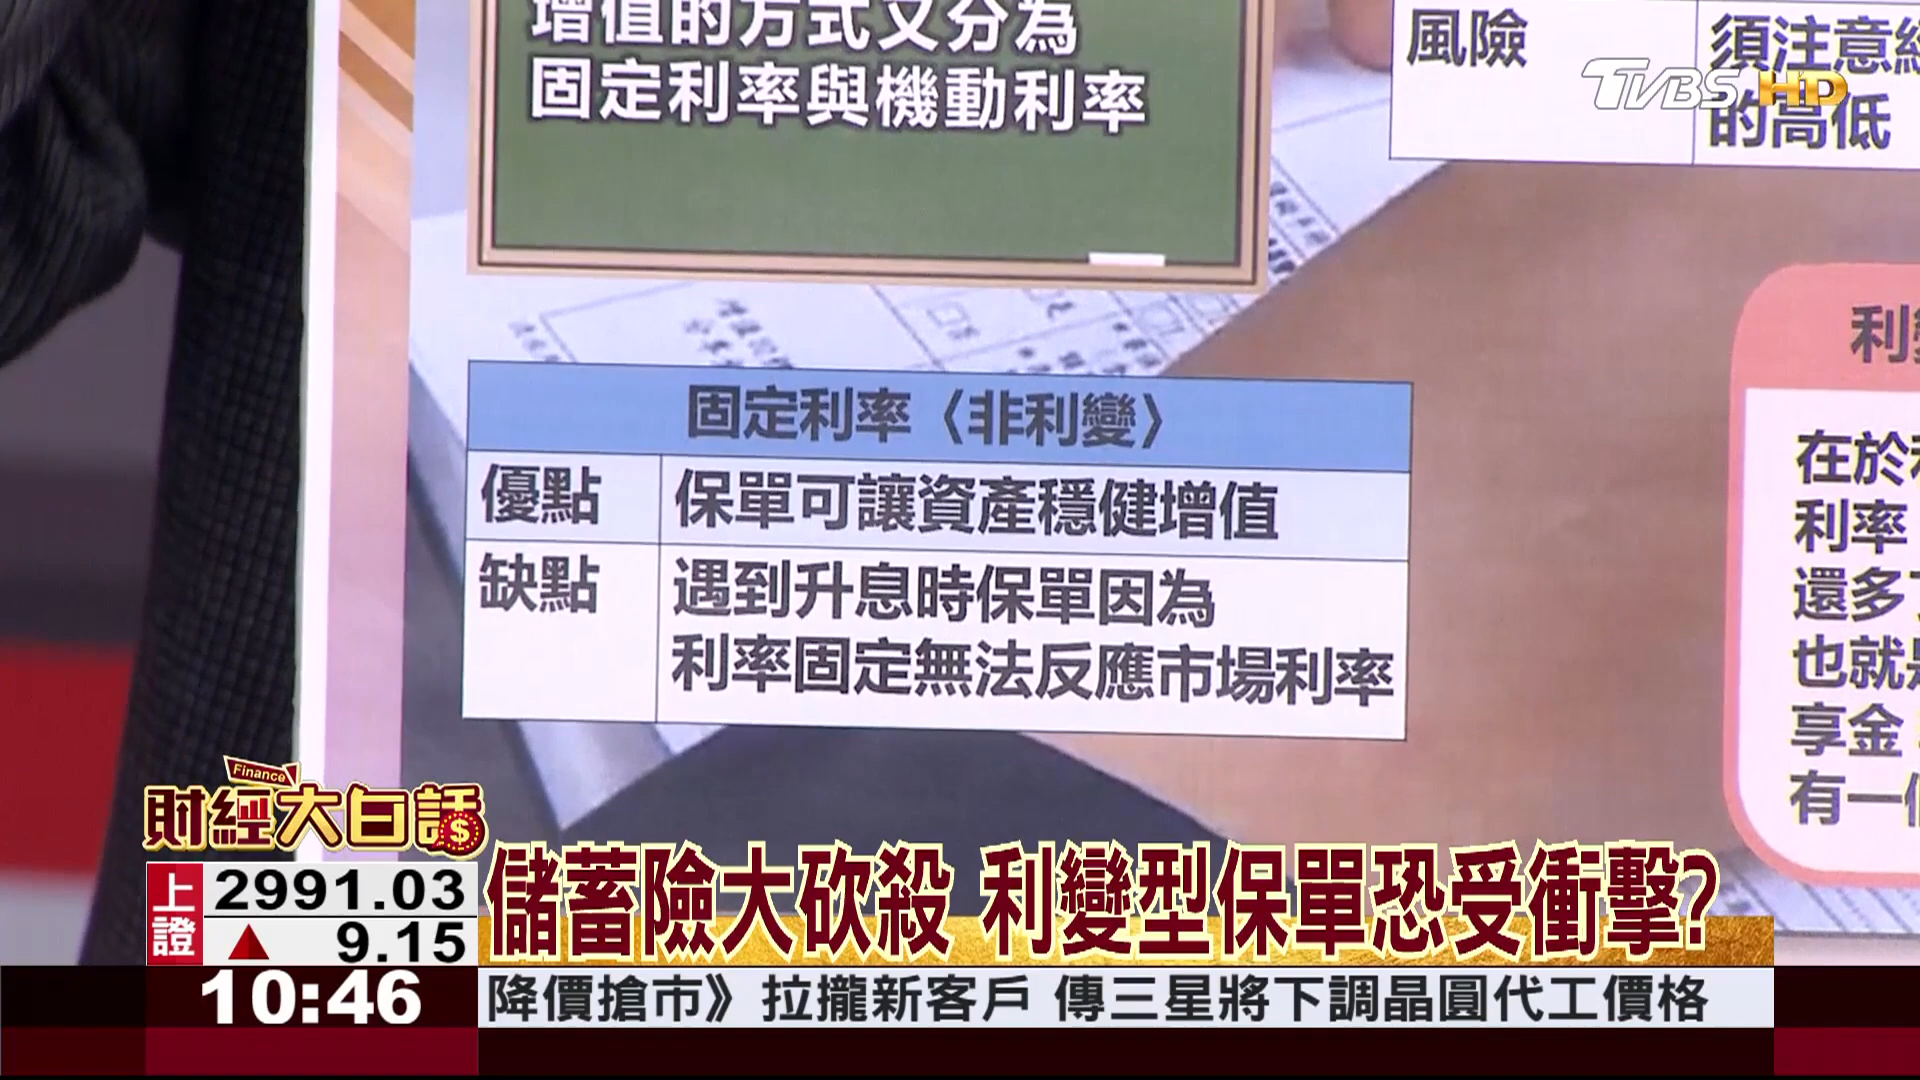 增值的方式又分為
固定利率與機動利率
風險
須注意
的高低
TVBS HD
固定利率〈非利變〉
優點
保單可讓資產穩健增值
缺點
遇到升息時保單因為
利率固定無法反應市場利率
利
在於
利率
還多
也就
享金
有一
Finance
財經大白話
上證
2991.03
▲ 9.15
儲蓄險大砍殺 利變型保單恐受衝擊?
10:46
降價搶市》拉攏新客戶 傳三星將下調晶圓代工價格